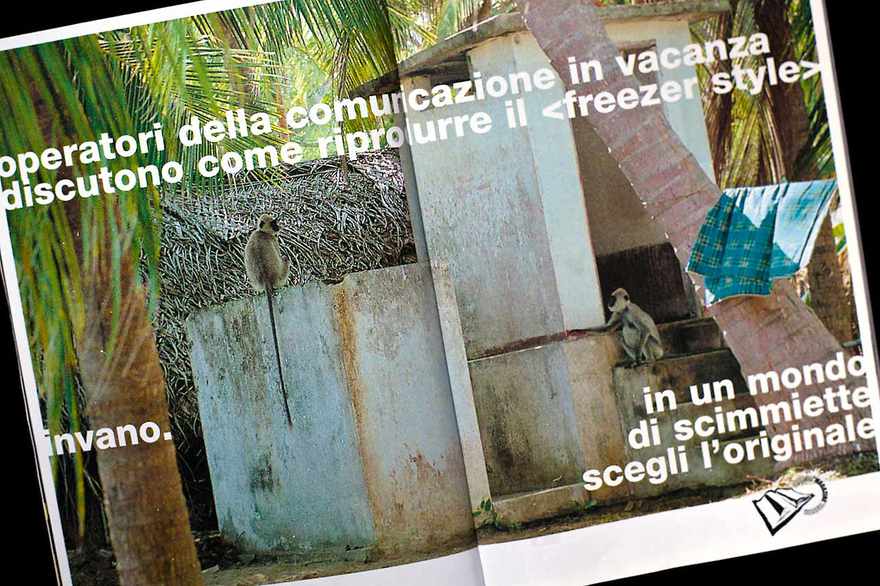 operatori della comunicazione in vacanza
discutono come riprodurre il <freezer style>
invano.
in un mondo
di scimmiette
scegli l'originale